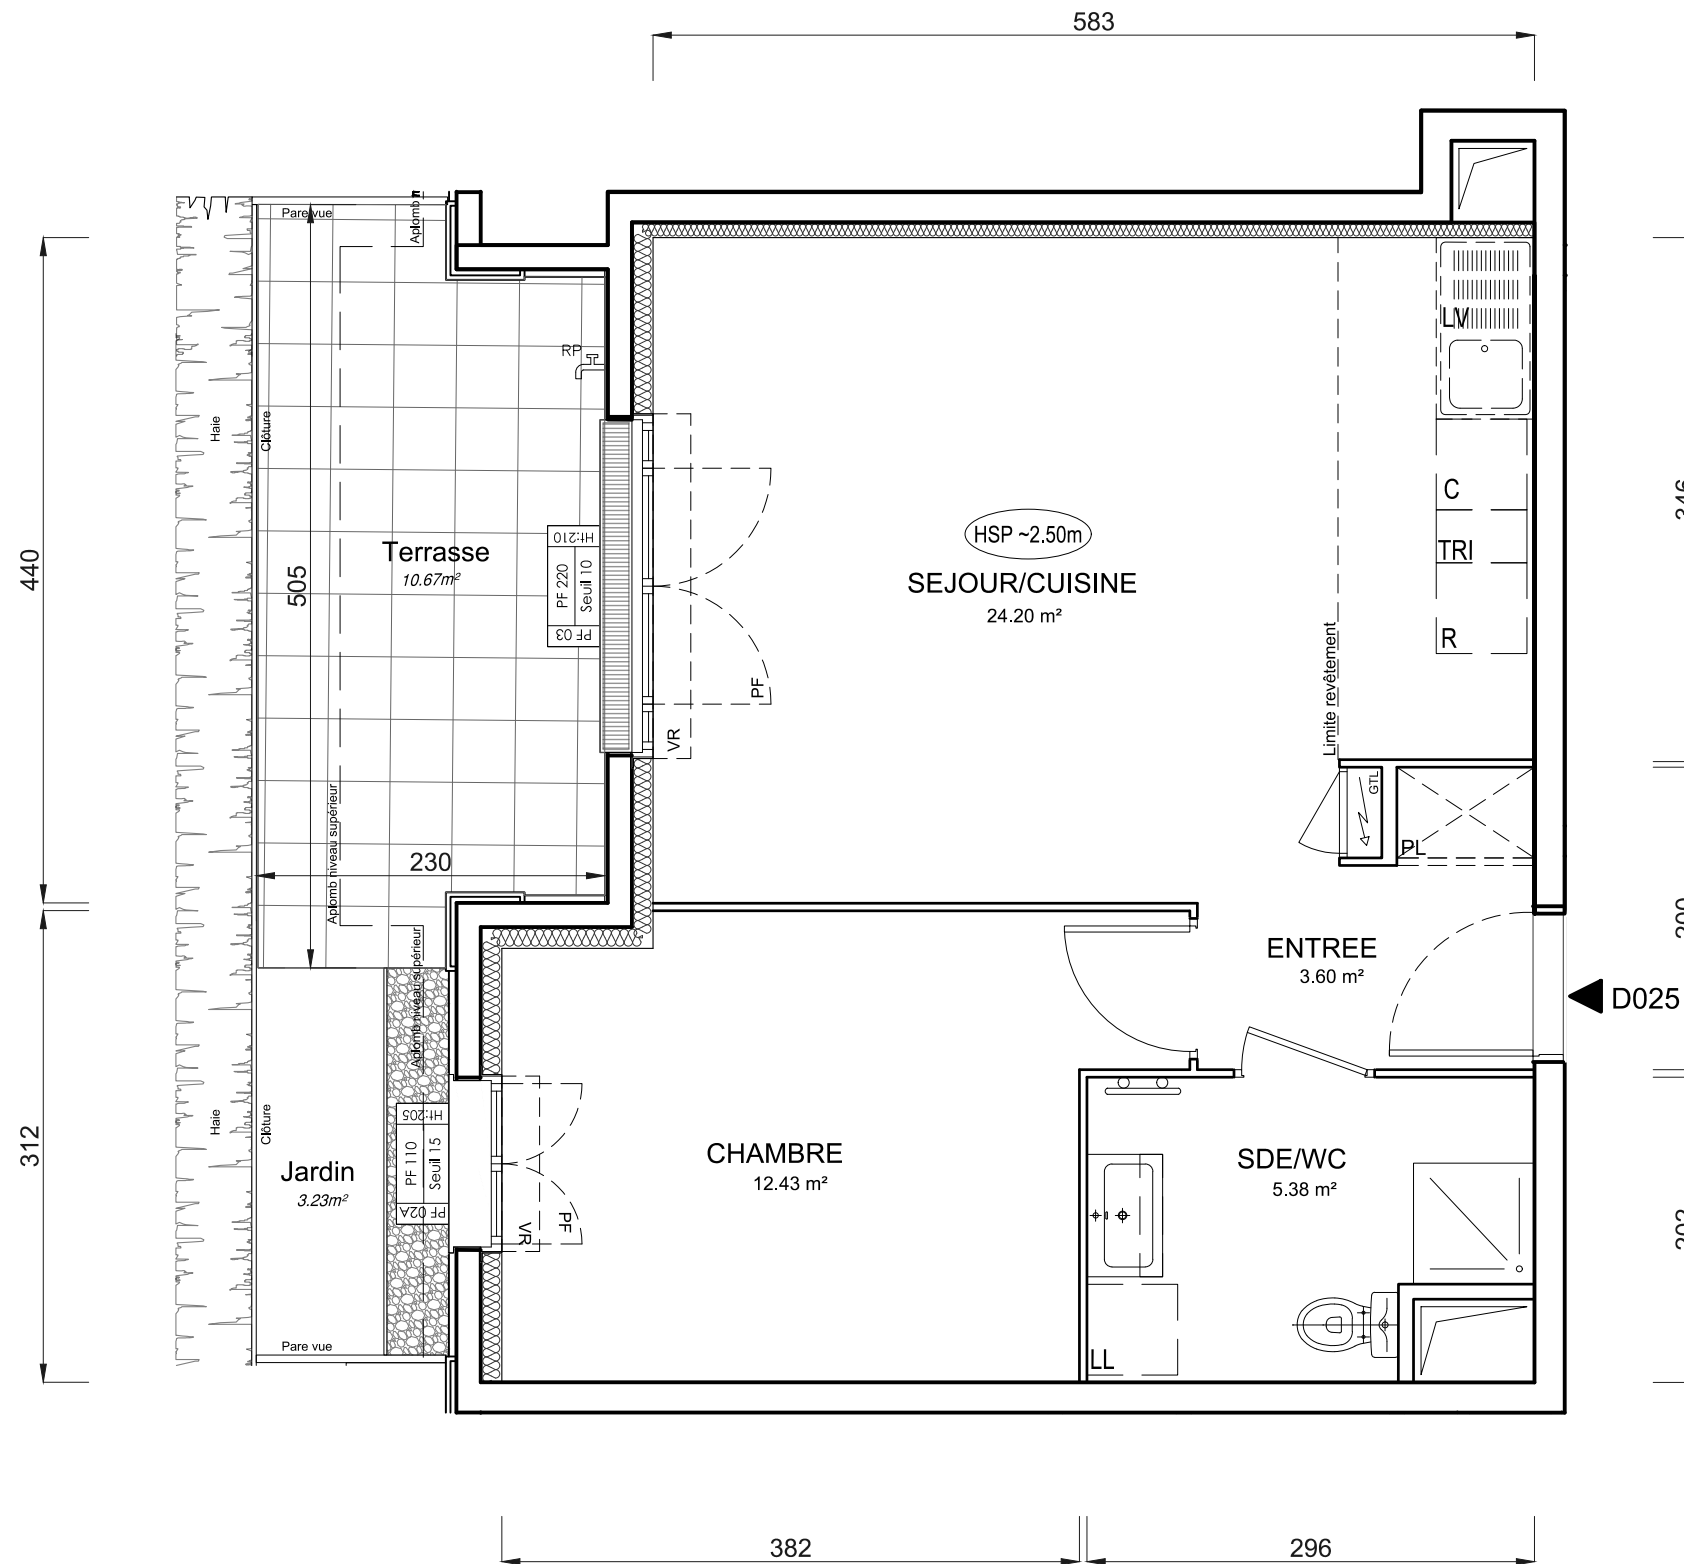 583
Pare vue
Aplomb n
440
Haie
Clôture
RP
LV
C
TRI
R
HSP ~2.50m
SEJOUR/CUISINE
24.20 m²
Terrasse
10.67m²
505
Ht:210
PF 220
Seuil 10
PF 03
PF
VR
Limite revêtement
GTL
PL
230
Aplomb niveau supérieur
Aplomb niveau supérieur
ENTREE
3.60 m²
D025
312
Haie
Clôture
Jardin
3.23m²
Ht:205
PF 110
Seuil 15
PF 02A
VR
PF
CHAMBRE
12.43 m²
SDE/WC
5.38 m²
LL
Pare vue
382
296